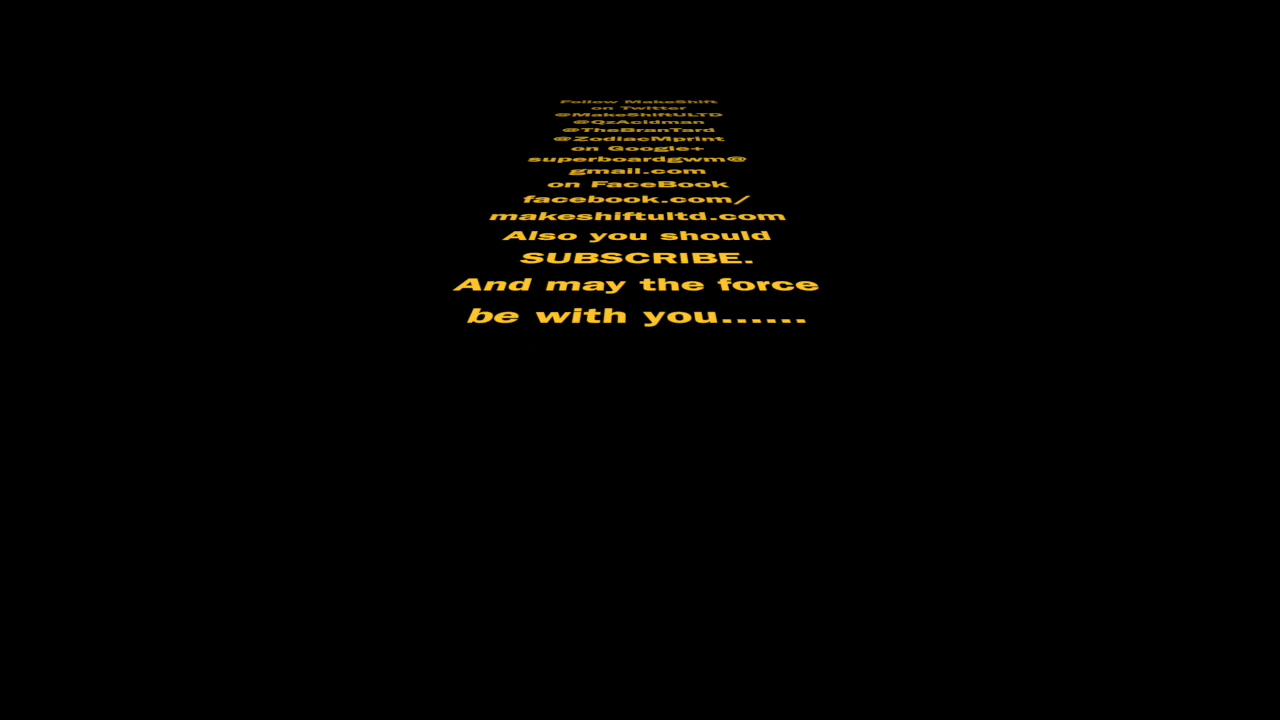 Follow MakeShift
on Twitter
@MakeShiftULTD
@QzAcidman
@TheBranTard
@ZodiacMprint
on Google+
superboardgwm@
gmail.com
on FaceBook
facebook.com/
makeshiftultd.com
Also you should
SUBSCRIBE.
And may the force
be with you......